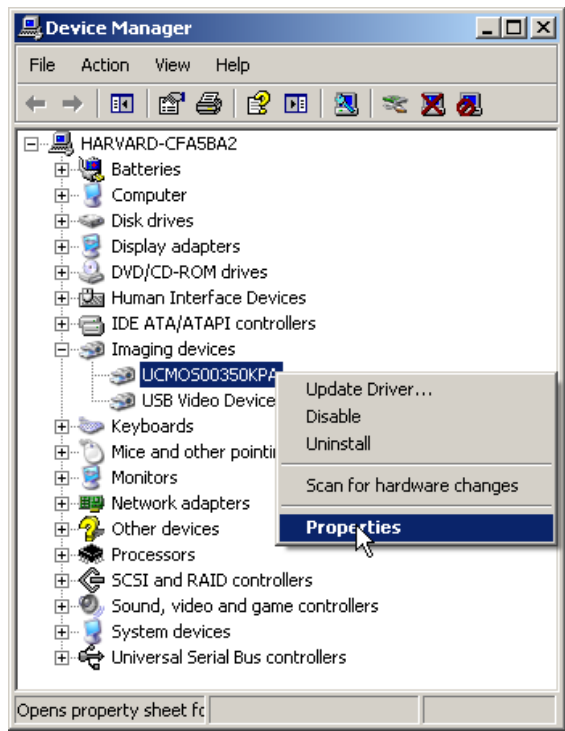 Device Manager
File Action View Help
HARVARD-CFA5BA2
Batteries
Computer
Disk drives
Display adapters
DVD/CD-ROM drives
Human Interface Devices
IDE ATA/ATAPI controllers
Imaging devices
UCMOS00350KPA
USB Video Device
Keyboards
Mice and other pointi
Monitors
Network adapters
Other devices
Processors
SCSI and RAID controllers
Sound, video and game controllers
System devices
Universal Serial Bus controllers
Update Driver...
Disable
Uninstall
Scan for hardware changes
Properties
Opens property sheet fc